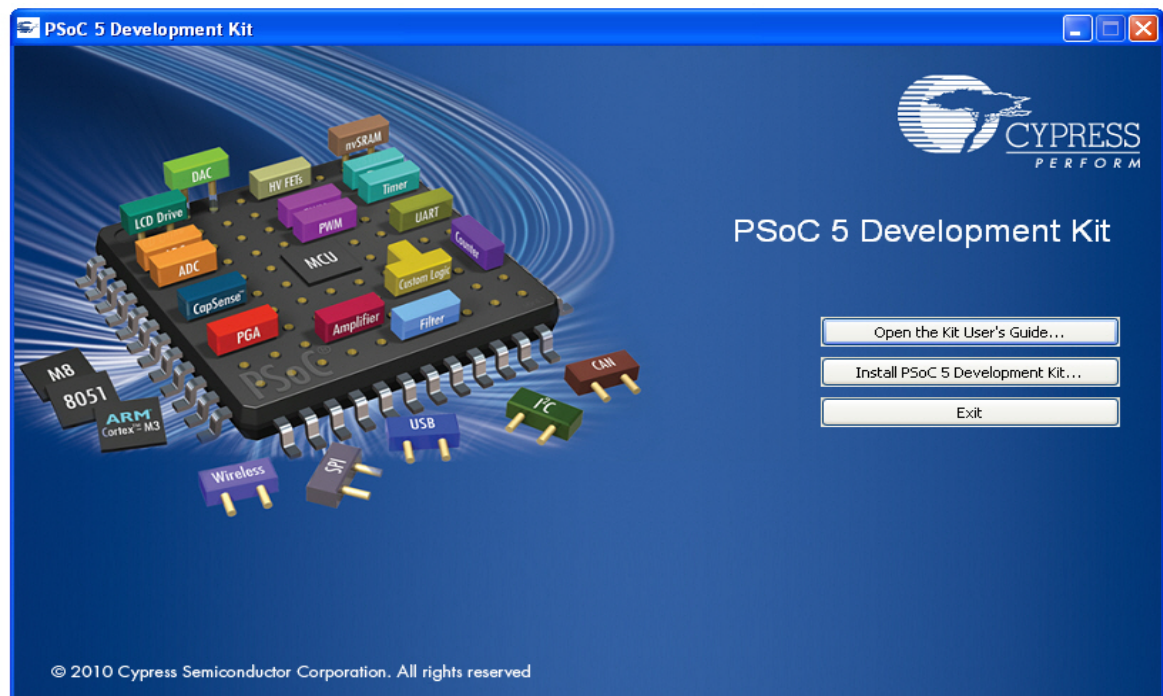 PSoC 5 Development Kit
CYPRESS
PERFORM
PSoC 5 Development Kit
Open the Kit User's Guide...
Install PSoC 5 Development Kit...
Exit
nvSRAM
DAC
HV FETs
Timer
LCD Drive
PWM
UART
Counter
ADC
MCU
Custom Logic
CapSense™
PGA
Amplifier
Filter
PSoC®
M8
8051
ARM
Cortex™-M3
CAN
I²C
USB
SPI
Wireless
© 2010 Cypress Semiconductor Corporation. All rights reserved